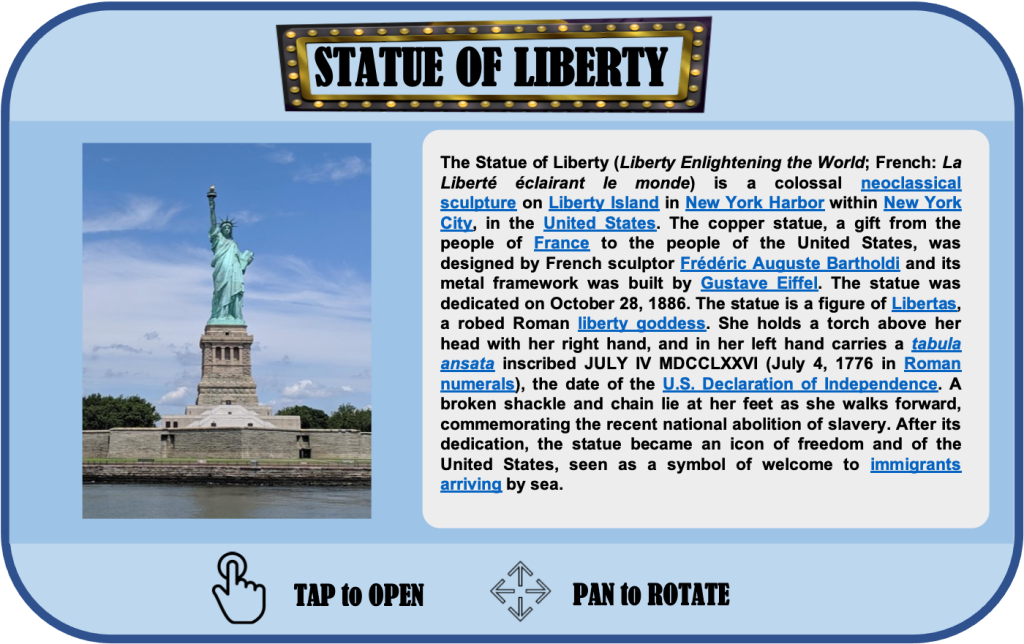 STATUE OF LIBERTY
The Statue of Liberty (Liberty Enlightening the World; French: La
Liberté éclairant le monde) is a colossal neoclassical
sculpture on Liberty Island in New York Harbor within New York
City, in the United States. The copper statue, a gift from the
people of France to the people of the United States, was
designed by French sculptor Frédéric Auguste Bartholdi and its
metal framework was built by Gustave Eiffel. The statue was
dedicated on October 28, 1886. The statue is a figure of Libertas,
a robed Roman liberty goddess. She holds a torch above her
head with her right hand, and in her left hand carries a tabula
ansata inscribed JULY IV MDCCLXXVI (July 4, 1776 in Roman
numerals), the date of the U.S. Declaration of Independence. A
broken shackle and chain lie at her feet as she walks forward,
commemorating the recent national abolition of slavery. After its
dedication, the statue became an icon of freedom and of the
United States, seen as a symbol of welcome to immigrants
arriving by sea.
TAP to OPEN
PAN to ROTATE